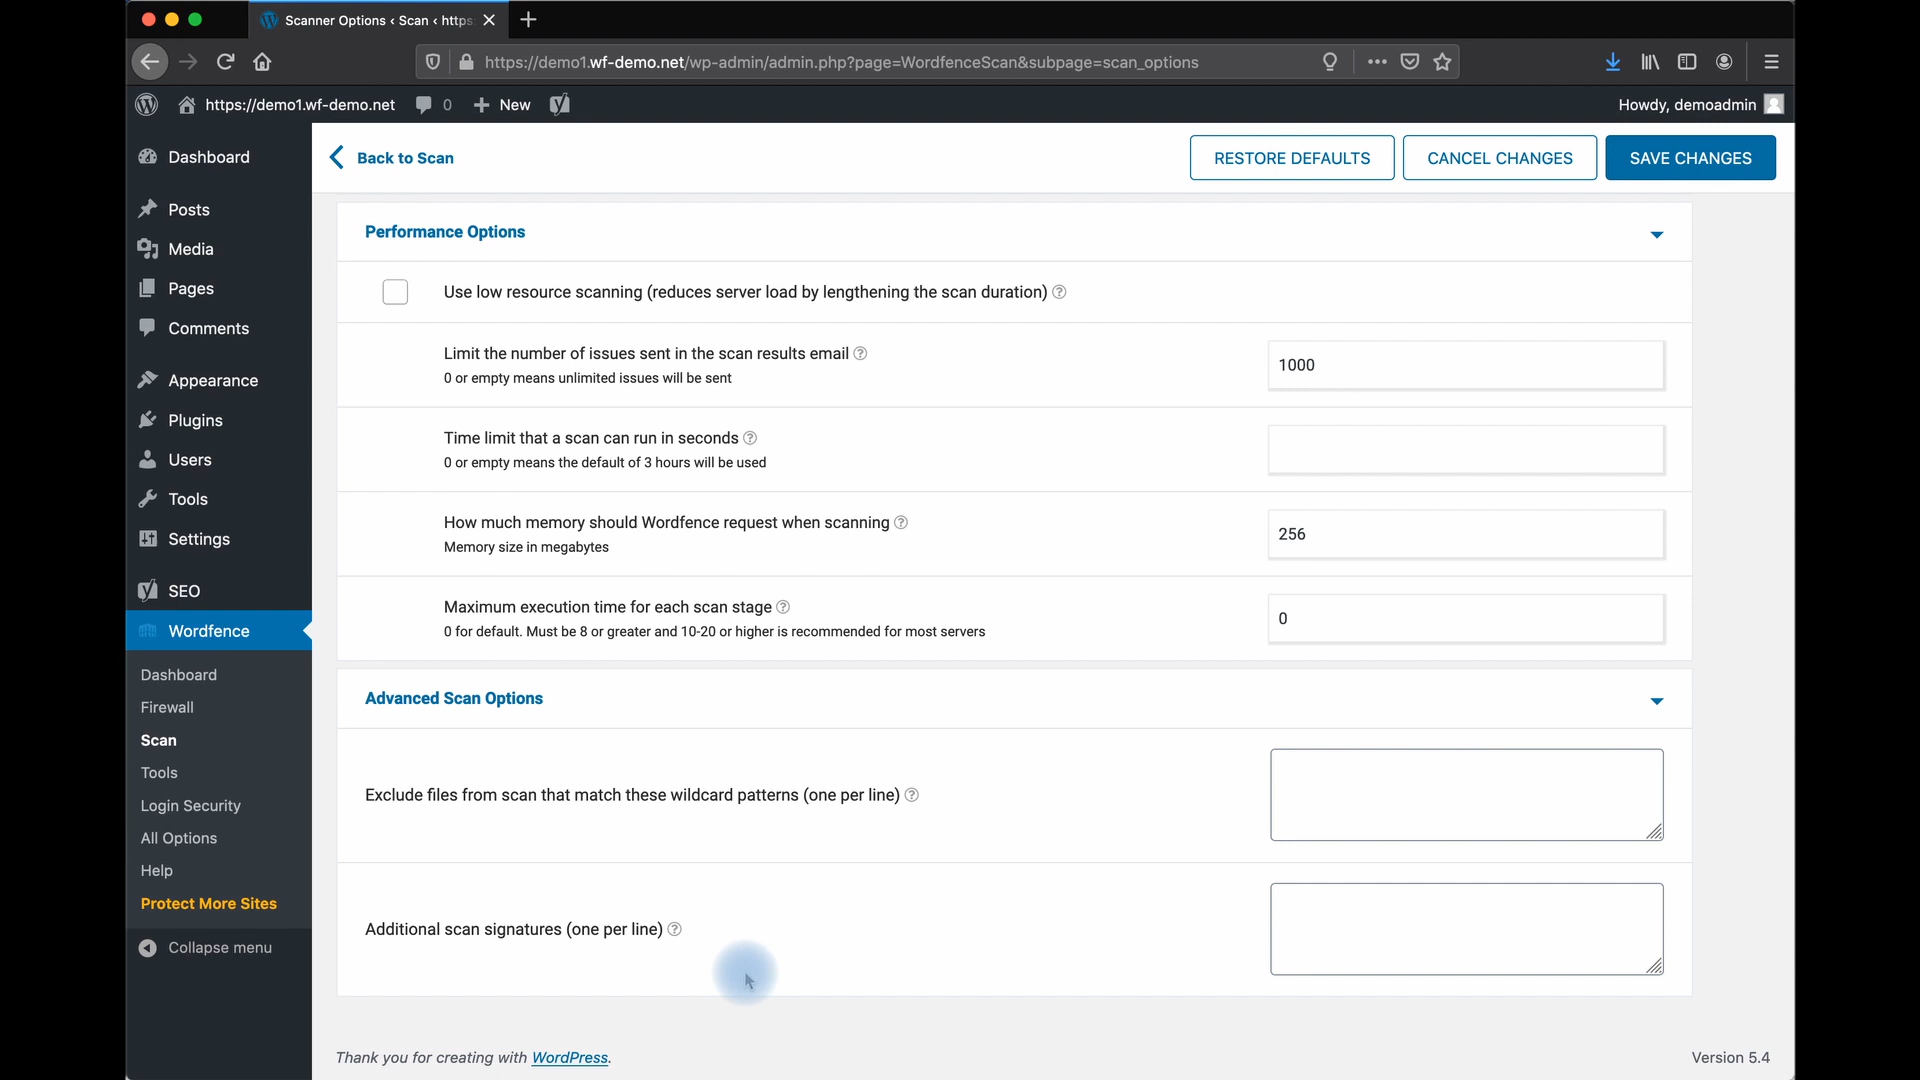 Scanner Options ‹ Scan ‹ https
https://demo1.wf-demo.net/wp-admin/admin.php?page=WordfenceScan&subpage=scan_options
https://demo1.wf-demo.net
0
New
Howdy, demoadmin
Dashboard
Posts
Media
Pages
Comments
Appearance
Plugins
Users
Tools
Settings
SEO
Wordfence
Dashboard
Firewall
Scan
Tools
Login Security
All Options
Help
Protect More Sites
Collapse menu
Back to Scan
RESTORE DEFAULTS
CANCEL CHANGES
SAVE CHANGES
Performance Options
Use low resource scanning (reduces server load by lengthening the scan duration)
Limit the number of issues sent in the scan results email
0 or empty means unlimited issues will be sent
1000
Time limit that a scan can run in seconds
0 or empty means the default of 3 hours will be used
How much memory should Wordfence request when scanning
Memory size in megabytes
256
Maximum execution time for each scan stage
0 for default. Must be 8 or greater and 10-20 or higher is recommended for most servers
0
Advanced Scan Options
Exclude files from scan that match these wildcard patterns (one per line)
Additional scan signatures (one per line)
Thank you for creating with WordPress.
Version 5.4